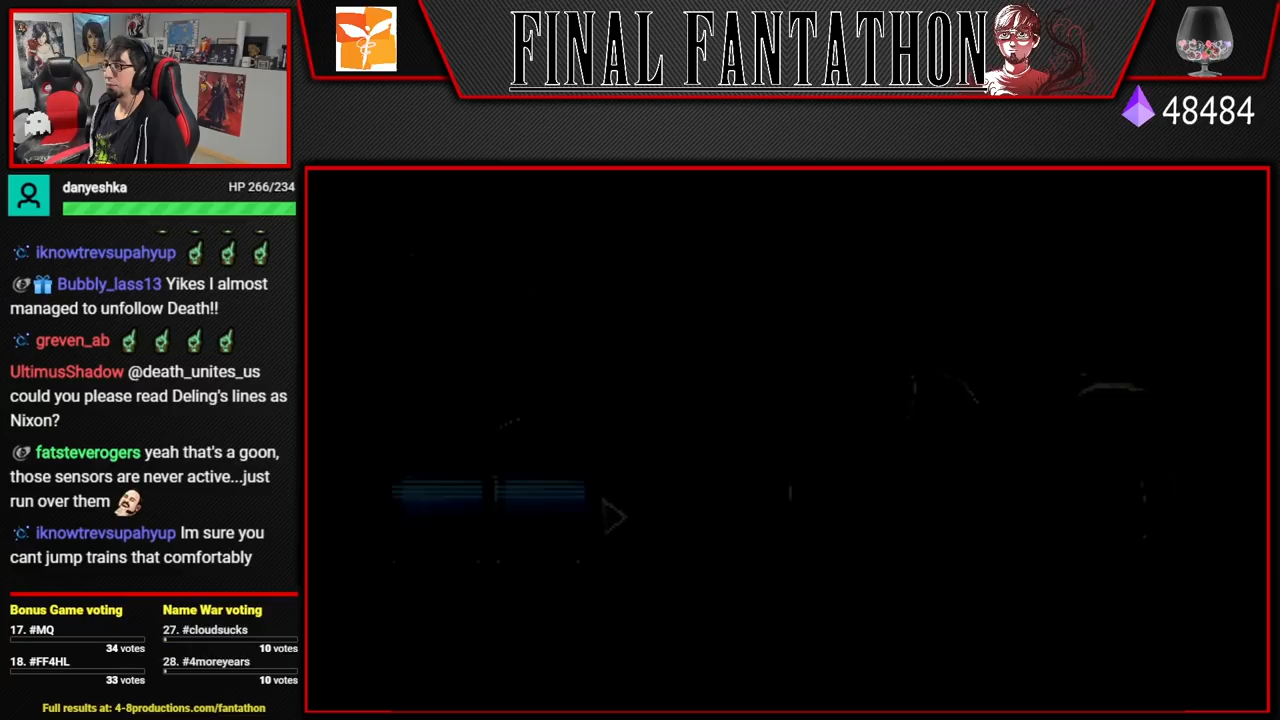 FINAL FANTATHON
48484
danyeshka HP 266/234
iknowtrevsupahyup
Bubbly_lass13 Yikes I almost
managed to unfollow Death!!
greven_ab
UltimusShadow @death_unites_us
could you please read Deling's lines as
Nixon?
fatsteverogers yeah that's a goon,
those sensors are never active...just
run over them
iknowtrevsupahyup Im sure you
cant jump trains that comfortably
Bonus Game voting Name War voting
17. #MQ 27. #cloudsucks
34 votes 10 votes
18. #FF4HL 28. #4moreyears
33 votes 10 votes
Full results at: 4-8productions.com/fantathon